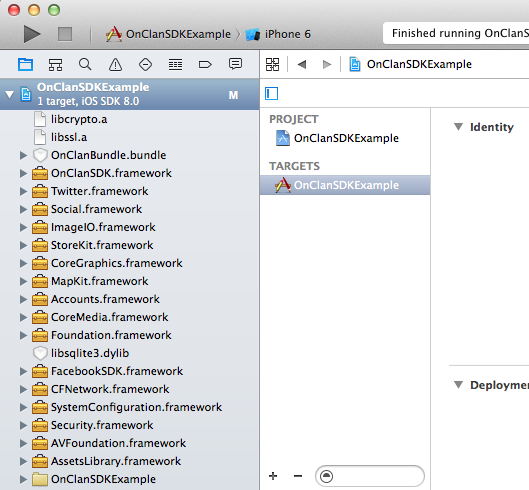 OnClanSDKExample
iPhone 6
Finished running OnClanSD
OnClanSDKExample
1 target, iOS SDK 8.0
M
libcrypto.a
libssl.a
OnClanBundle.bundle
OnClanSDK.framework
Twitter.framework
Social.framework
ImageIO.framework
StoreKit.framework
CoreGraphics.framework
MapKit.framework
Accounts.framework
CoreMedia.framework
Foundation.framework
libsqlite3.dylib
FacebookSDK.framework
CFNetwork.framework
SystemConfiguration.framework
Security.framework
AVFoundation.framework
AssetsLibrary.framework
OnClanSDKExample
OnClanSDKExample
PROJECT
OnClanSDKExample
TARGETS
OnClanSDKExample
Identity
Deployme